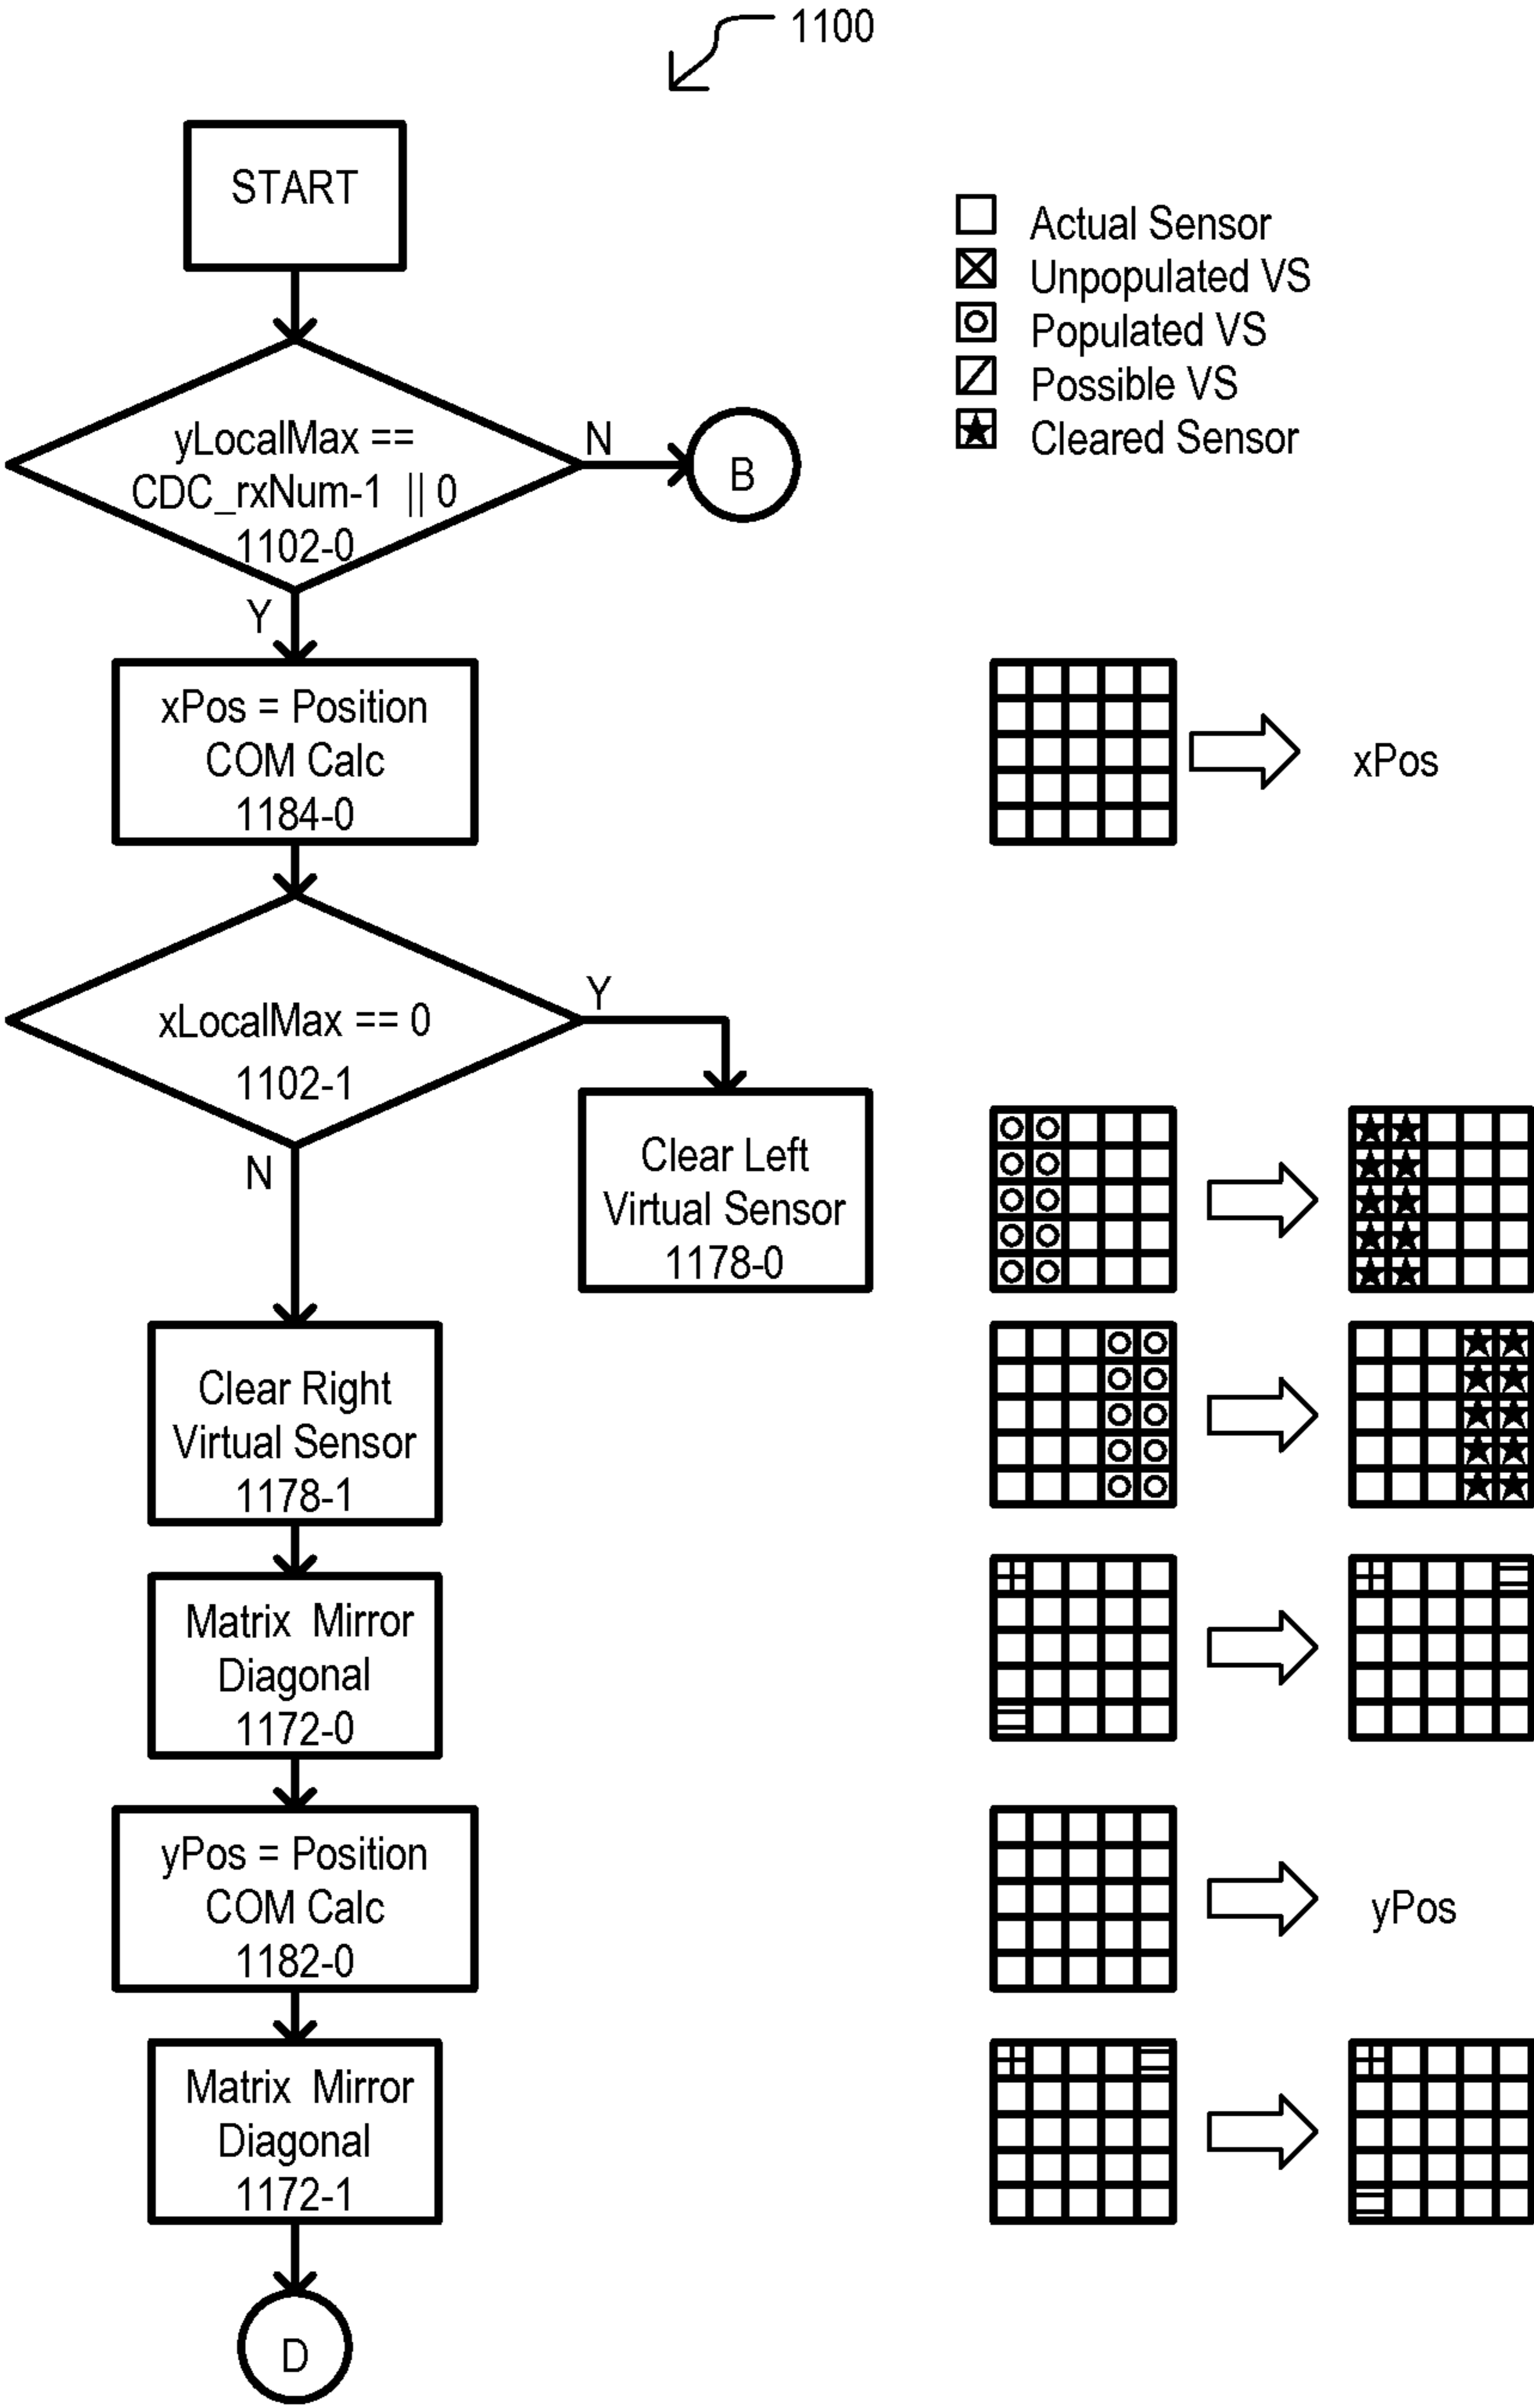 1100
START
Actual Sensor
Unpopulated VS
Populated VS
Possible VS
Cleared Sensor
yLocalMax ==
CDC_rxNum-1 || 0
1102-0
N
B
Y
xPos = Position
COM Calc
1184-0
xPos
xLocalMax == 0
1102-1
Y
N
Clear Left
Virtual Sensor
1178-0
Clear Right
Virtual Sensor
1178-1
Matrix Mirror
Diagonal
1172-0
yPos = Position
COM Calc
1182-0
yPos
Matrix Mirror
Diagonal
1172-1
D